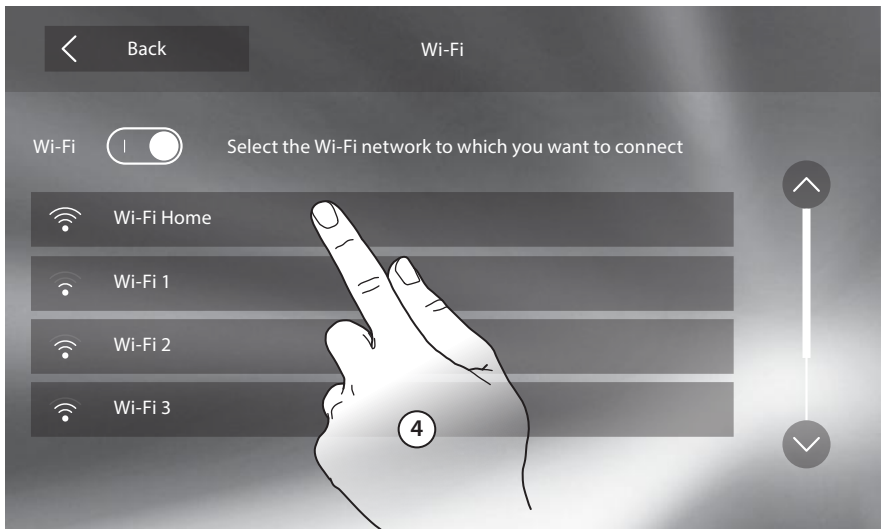 Back
Wi-Fi
Wi-Fi
Select the Wi-Fi network to which you want to connect
Wi-Fi Home
Wi-Fi 1
Wi-Fi 2
Wi-Fi 3
4